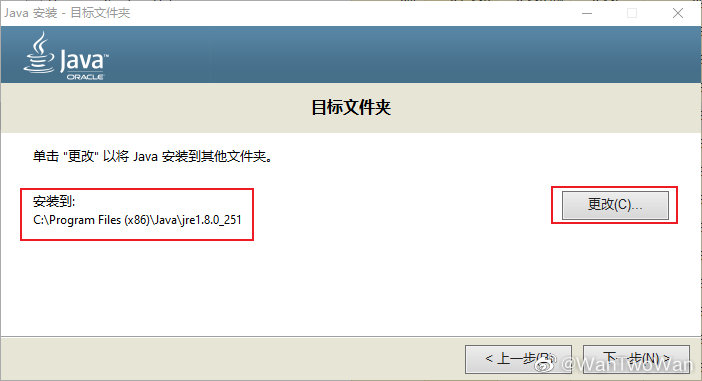 Java 安装 - 目标文件夹
Java™
ORACLE
目标文件夹
单击 "更改" 以将 Java 安装到其他文件夹。
安装到:
C:\Program Files (x86)\Java\jre1.8.0_251
更改(C)...
< 上一步(B)
下一步(N) >
@WanTwoWan